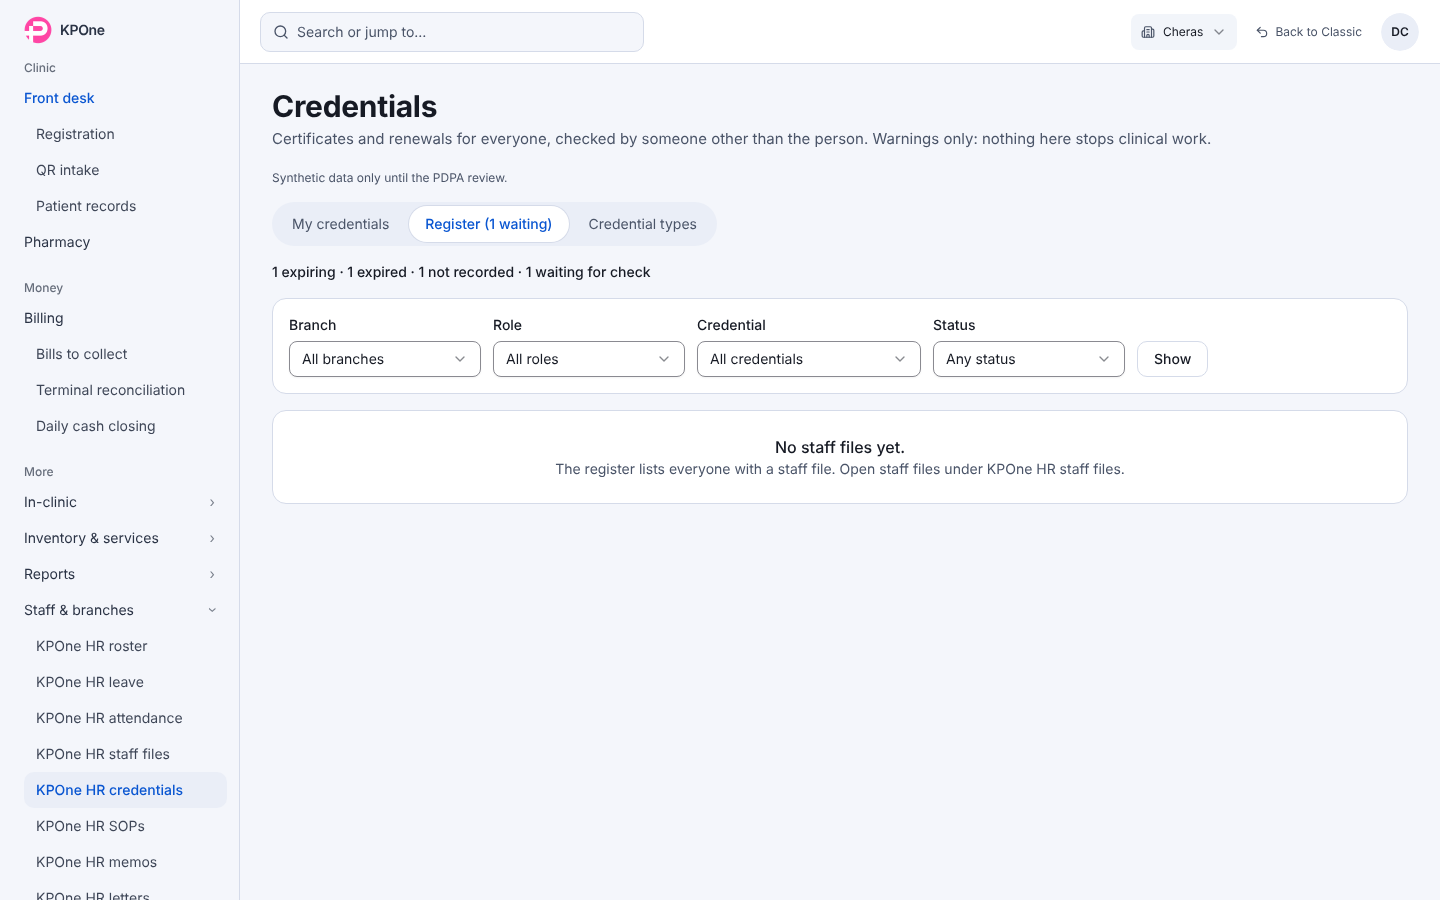 KPOne
Clinic
Front desk
Registration
QR intake
Patient records
Pharmacy
Money
Billing
Bills to collect
Terminal reconciliation
Daily cash closing
More
In-clinic
Inventory & services
Reports
Staff & branches
KPOne HR roster
KPOne HR leave
KPOne HR attendance
KPOne HR staff files
KPOne HR credentials
KPOne HR SOPs
KPOne HR memos
KPOne HR letters
Search or jump to...
Cheras
Back to Classic
DC
Credentials
Certificates and renewals for everyone, checked by someone other than the person. Warnings only: nothing here stops clinical work.
Synthetic data only until the PDPA review.
My credentials
Register (1 waiting)
Credential types
1 expiring · 1 expired · 1 not recorded · 1 waiting for check
Branch
Role
Credential
Status
All branches
All roles
All credentials
Any status
Show
No staff files yet.
The register lists everyone with a staff file. Open staff files under KPOne HR staff files.